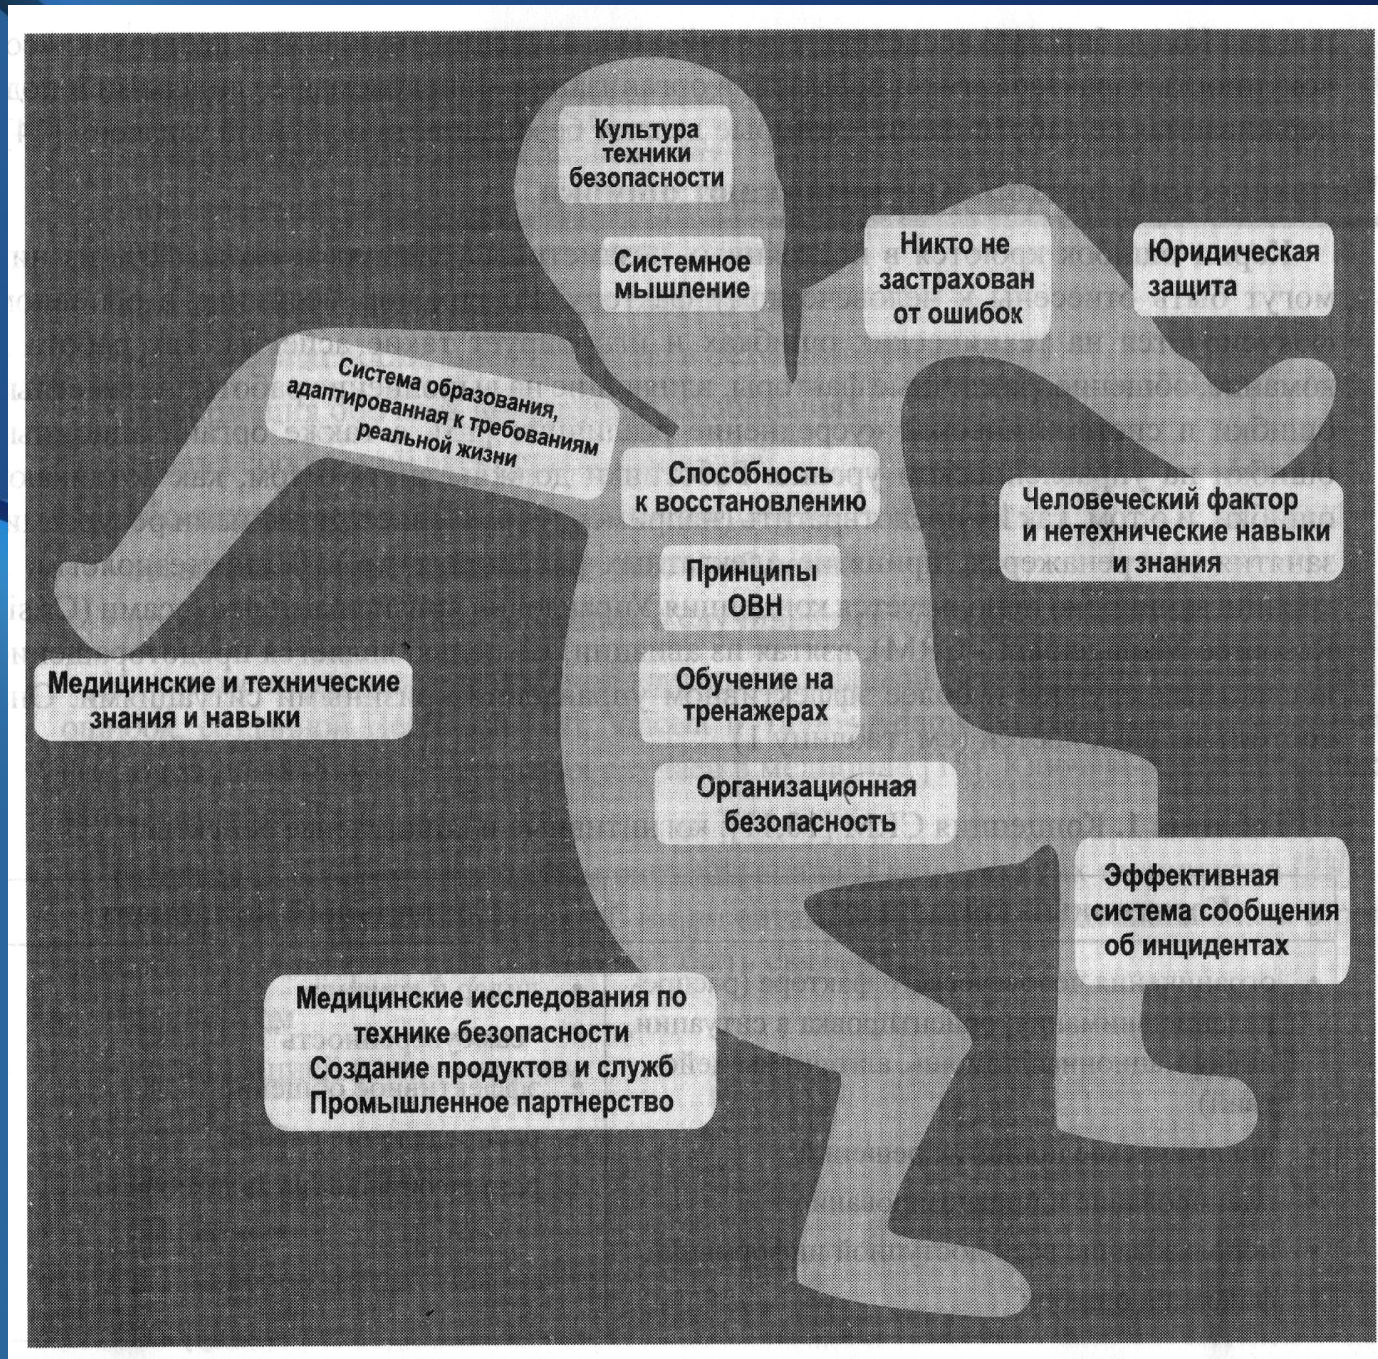 Культура
техники
безопасности
Системное
мышление
Никто не
застрахован
от ошибок
Юридическая
защита
Система образования,
адаптированная к требованиям
реальной жизни
Способность
к восстановлению
Человеческий фактор
и нетехнические навыки
и знания
Принципы
ОВН
Медицинские и технические
знания и навыки
Обучение на
тренажерах
Организационная
безопасность
Эффективная
система сообщения
об инцидентах
Медицинские исследования по
технике безопасности
Создание продуктов и служб
Промышленное партнерство